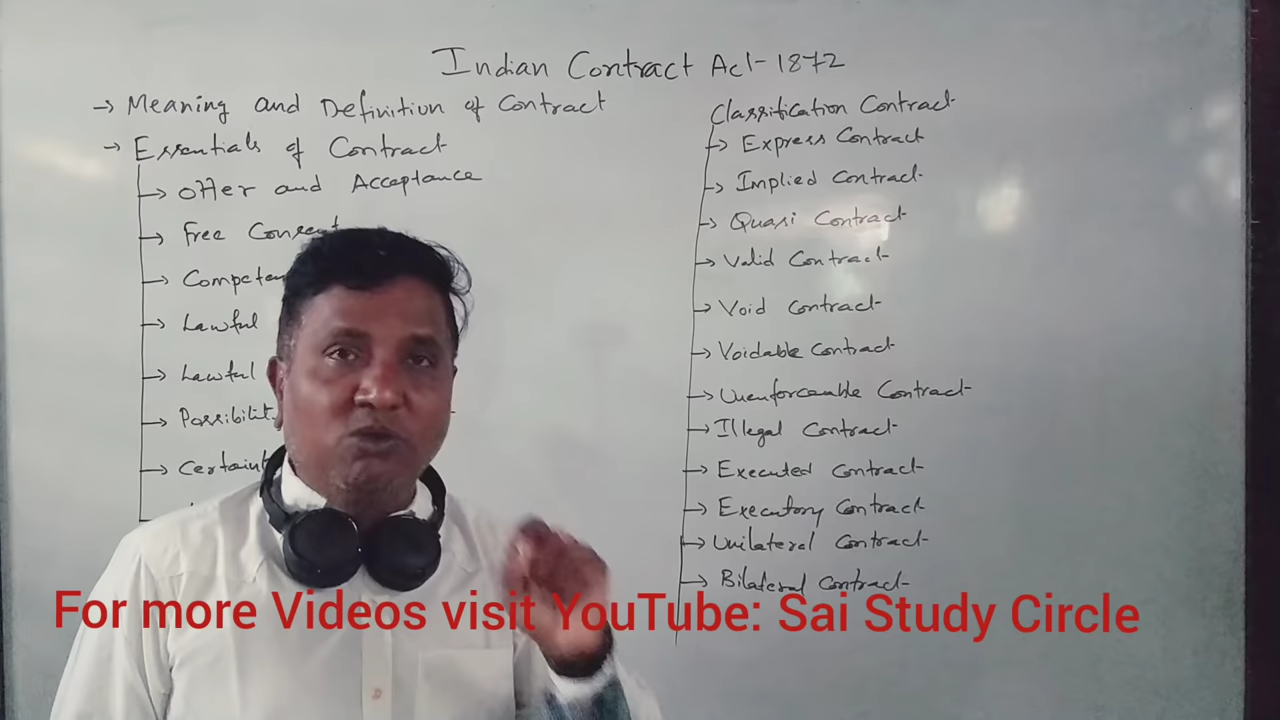 Indian Contract Act-1872
→ Meaning and Definition of Contract
→ Essentials of Contract
→ Offer and Acceptance
→ Free Consent
→ Lawful
→ Lawful
Classification Contract
→ Express Contract
→ Implied Contract
→ Quasi Contract
→ Valid Contract
→ Void Contract
→ Voidable Contract
→ Unenforceable Contract
→ Illegal Contract
→ Executed Contract
→ Executory Contract
→ Unilateral Contract
→ Bilateral Contract
For more Videos visit YouTube: Sai Study Circle